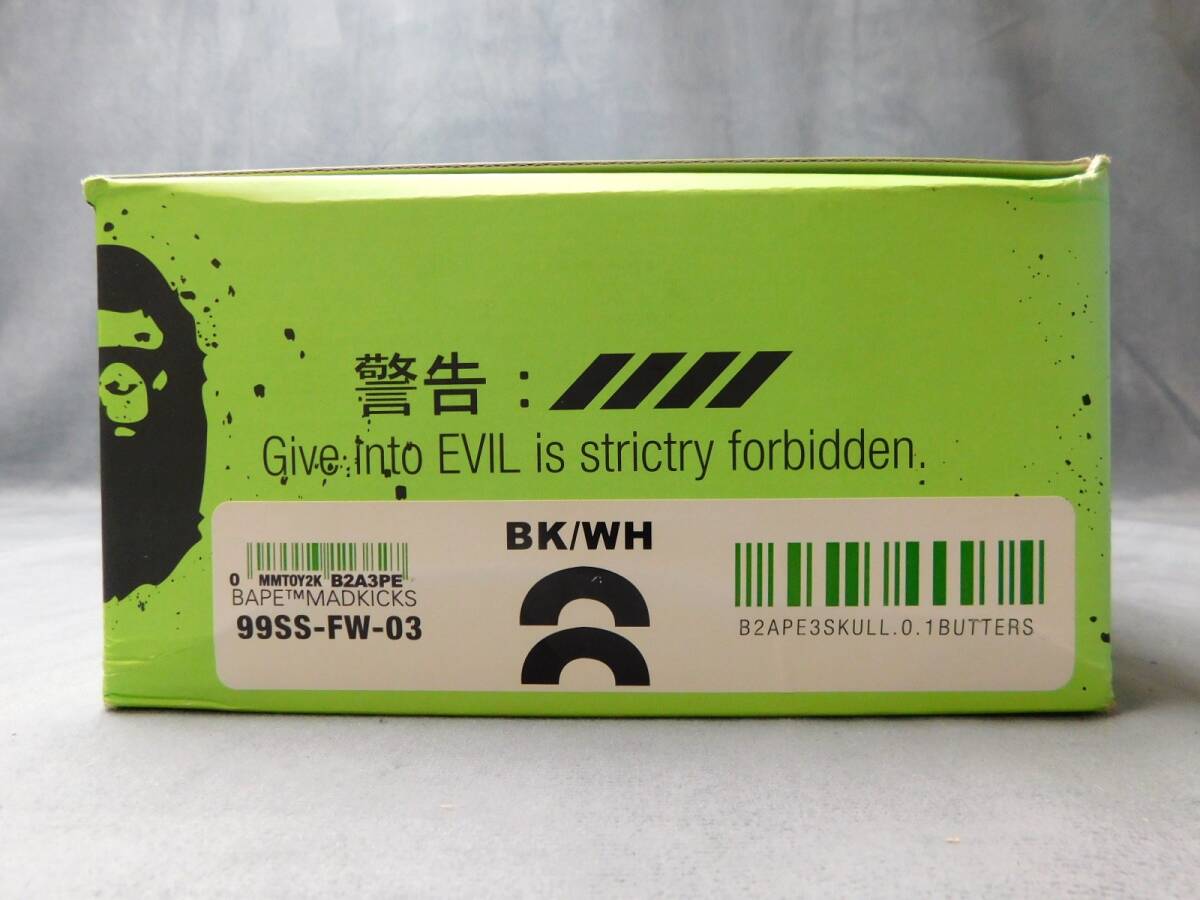 警告：
Give into EVIL is strictry forbidden.
BK/WH
0 MMTOY2K B2A3PE
BAPE™MADKICKS
99SS-FW-03
B2APE3SKULL.0.1BUTTERS